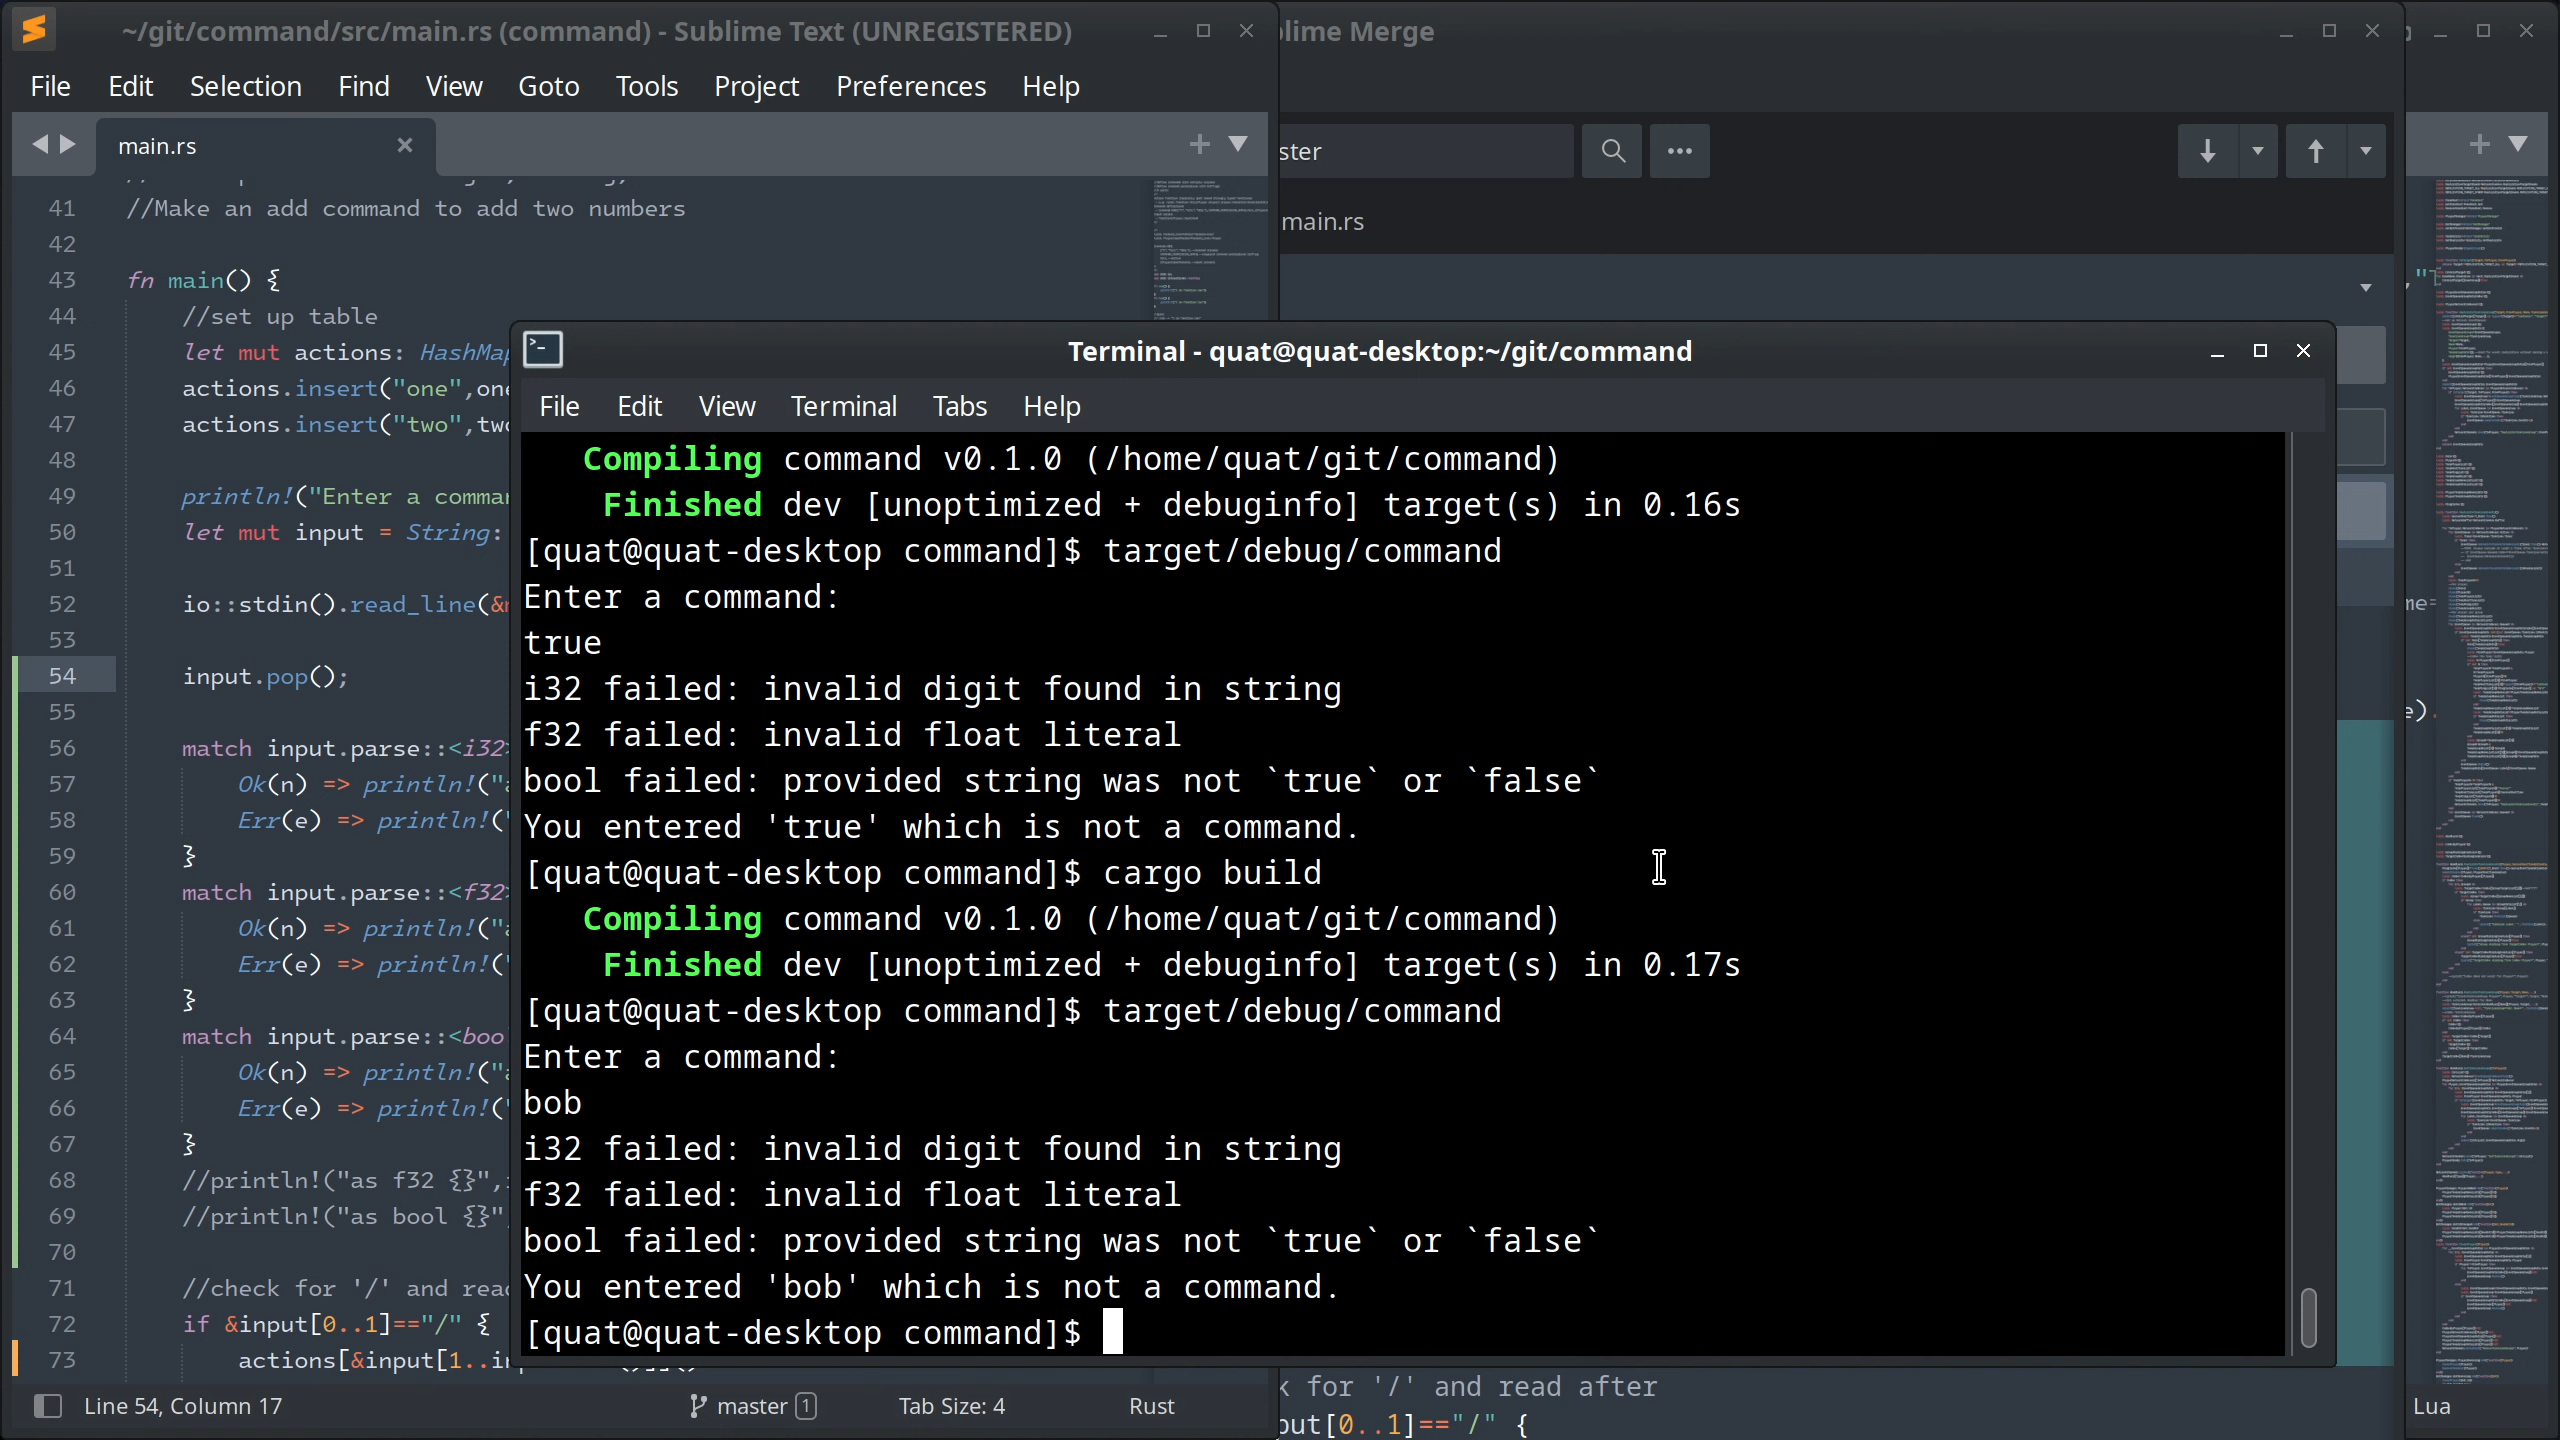 ~/git/command/src/main.rs (command) - Sublime Text (UNREGISTERED)
File Edit Selection Find View Goto Tools Project Preferences Help
main.rs
41 //Make an add command to add two numbers
42
43 fn main() {
44 //set up table
45 let mut actions: HashMap
46 actions.insert("one",one
47 actions.insert("two",two
48
49 println!("Enter a comman
50 let mut input = String:
51
52 io::stdin().read_line(&m
53
54 input.pop();
55
56 match input.parse::<i32>
57 Ok(n) => println!("a
58 Err(e) => println!("
59 }
60 match input.parse::<f32>
61 Ok(n) => println!("a
62 Err(e) => println!("
63 }
64 match input.parse::<boo
65 Ok(n) => println!("a
66 Err(e) => println!("
67 }
68 //println!("as f32 {}",
69 //println!("as bool {}"
70
71 //check for '/' and read
72 if &input[0..1]=="/" {
73 actions[&input[1..in
Line 54, Column 17 master 1 Tab Size: 4 Rust
blime Merge
ster
main.rs
Terminal - quat@quat-desktop:~/git/command
File Edit View Terminal Tabs Help
Compiling command v0.1.0 (/home/quat/git/command)
Finished dev [unoptimized + debuginfo] target(s) in 0.16s
[quat@quat-desktop command]$ target/debug/command
Enter a command:
true
i32 failed: invalid digit found in string
f32 failed: invalid float literal
bool failed: provided string was not `true` or `false`
You entered 'true' which is not a command.
[quat@quat-desktop command]$ cargo build
Compiling command v0.1.0 (/home/quat/git/command)
Finished dev [unoptimized + debuginfo] target(s) in 0.17s
[quat@quat-desktop command]$ target/debug/command
Enter a command:
bob
i32 failed: invalid digit found in string
f32 failed: invalid float literal
bool failed: provided string was not `true` or `false`
You entered 'bob' which is not a command.
[quat@quat-desktop command]$
k for '/' and read after
put[0..1]=="/" {
,"T
me=
e).
Lua